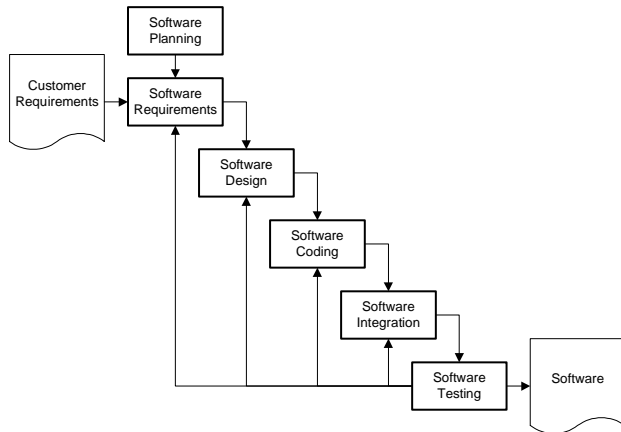 Software
Planning
Customer
Requirements
Software
Requirements
Software
Design
Software
Coding
Software
Integration
Software
Testing
Software